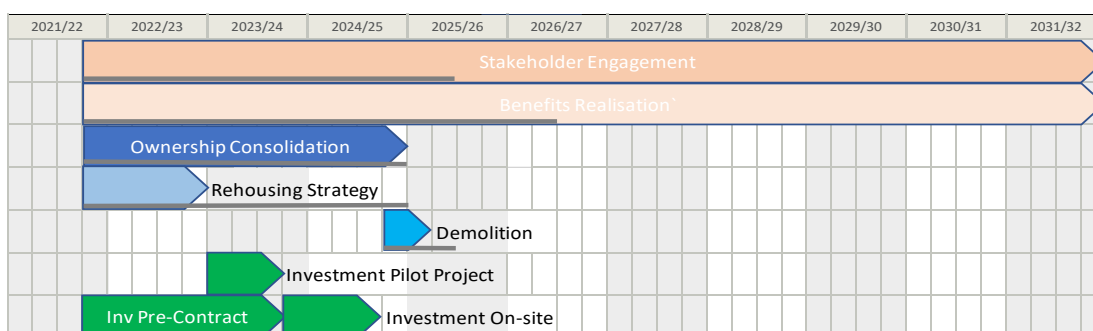 2021/22 2022/23 2023/24 2024/25 2025/26 2026/27 2027/28 2028/29 2029/30 2030/31 2031/32
Stakeholder Engagement
Benefits Realisation`
Ownership Consolidation
Rehousing Strategy
Demolition
Investment Pilot Project
Inv Pre-Contract Investment On-site